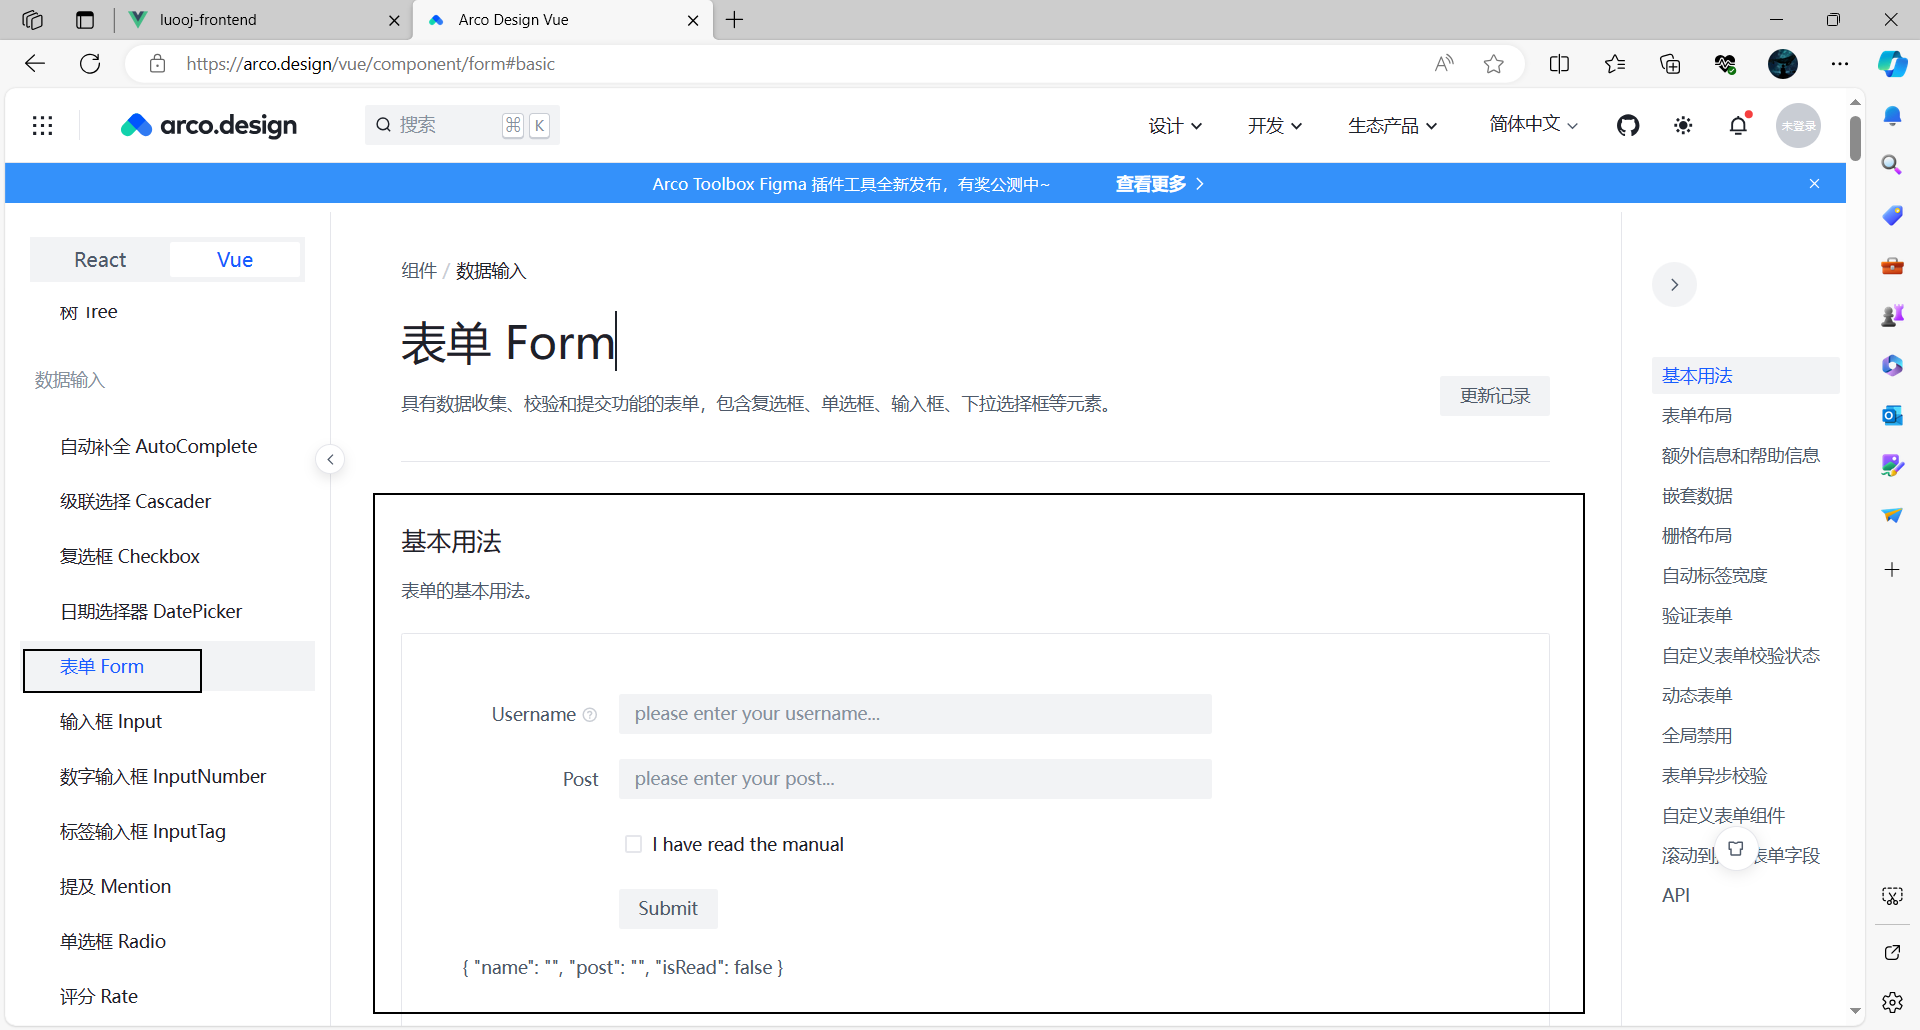 luooj-frontend
Arco Design Vue
https://arco.design/vue/component/form#basic
arco.design
搜索
⌘ K
设计
开发
生态产品
简体中文
未登录
Arco Toolbox Figma 插件工具全新发布，有奖公测中~
查看更多
React
Vue
树 Tree
数据输入
自动补全 AutoComplete
级联选择 Cascader
复选框 Checkbox
日期选择器 DatePicker
表单 Form
输入框 Input
数字输入框 InputNumber
标签输入框 InputTag
提及 Mention
单选框 Radio
评分 Rate
组件 / 数据输入
表单 Form
具有数据收集、校验和提交功能的表单，包含复选框、单选框、输入框、下拉选择框等元素。
更新记录
基本用法
表单的基本用法。
Username
please enter your username...
Post
please enter your post...
I have read the manual
Submit
{ "name": "", "post": "", "isRead": false }
基本用法
表单布局
额外信息和帮助信息
嵌套数据
栅格布局
自动标签宽度
验证表单
自定义表单校验状态
动态表单
全局禁用
表单异步校验
自定义表单组件
滚动到 表单字段
API